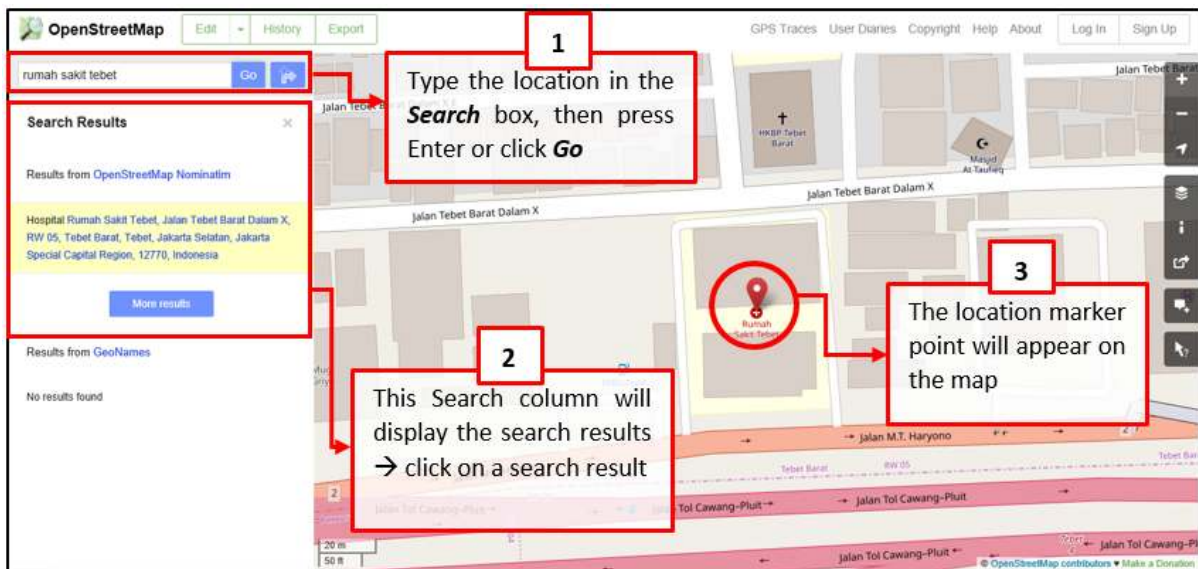 OpenStreetMap
Edit
History
Export
GPS Traces
User Diaries
Copyright
Help
About
Log In
Sign Up
rumah sakit tebet
Go
Search Results
Results from OpenStreetMap Nominatim
Hospital Rumah Sakit Tebet, Jalan Tebet Barat Dalam X,
RW 05, Tebet Barat, Tebet, Jakarta Selatan, Jakarta
Special Capital Region, 12770, Indonesia
More results
Results from GeoNames
No results found
1
Type the location in the
Search box, then press
Enter or click Go
2
This Search column will
display the search results
→ click on a search result
3
The location marker
point will appear on
the map
HKBP Tebet
Barat
Masjid
At Taufieq
Jalan Tebet Barat Dalam X
Jalan Tebet Barat Dalam X
Rumah
Sakit Tebet
Jalan M.T. Haryono
Tebet Barat
RW 05
2
Jalan Tol Cawang-Pluit
Jalan Tol Cawang-Pluit
Jalan Tol Cawang-Pluit
Jalan Tol Cawang-Pluit
Tebet
20 m
50 ft
© OpenStreetMap contributors ♥ Make a Donation